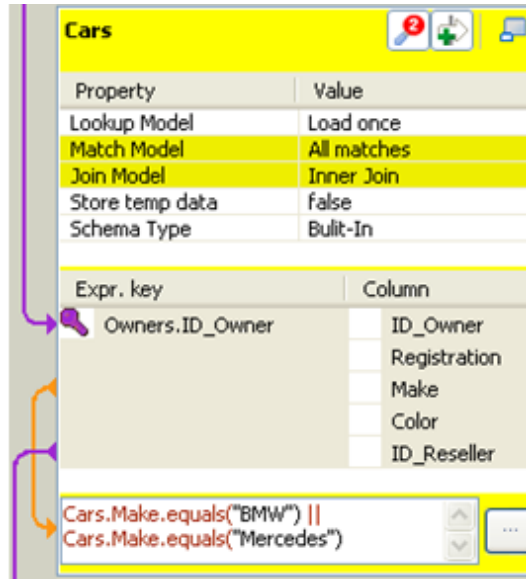 Cars
2
Property Value
Lookup Model Load once
Match Model All matches
Join Model Inner Join
Store temp data false
Schema Type Bulit-In
Expr. key Column
Owners.ID_Owner ID_Owner
Registration
Make
Color
ID_Reseller
Cars.Make.equals("BMW") ||
Cars.Make.equals("Mercedes")
...